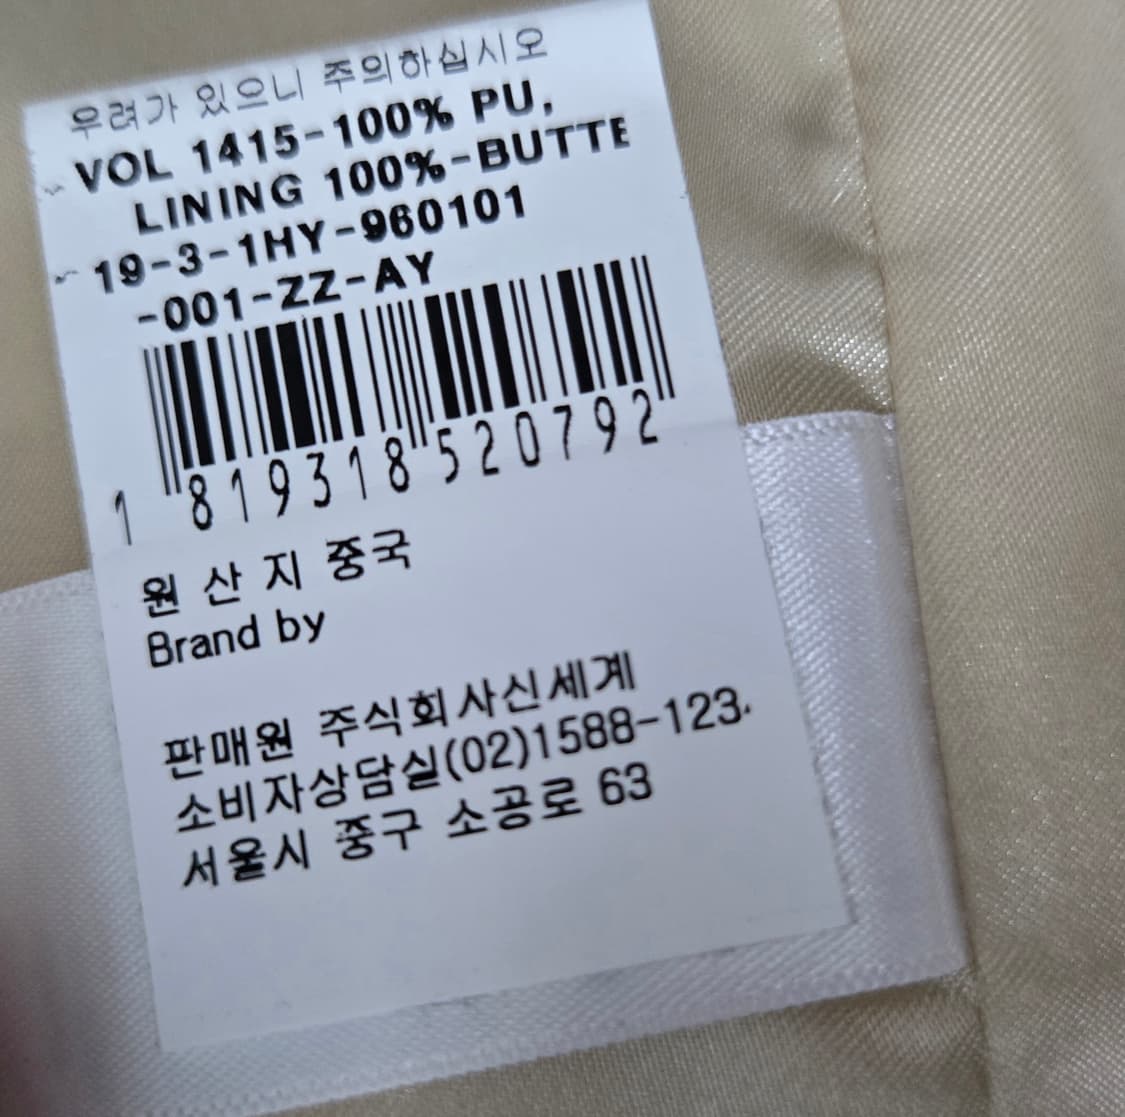 우려가 있으니 주의하십시오
VOL 1415-100% PU,
LINING 100%-BUTTE
19-3-1HY-960101
-001-ZZ-AY
1 819318 520792
원 산 지 중국
Brand by
판매원 주식회사신세계
소비자상담실(02)1588-123
서울시 중구 소공로 63